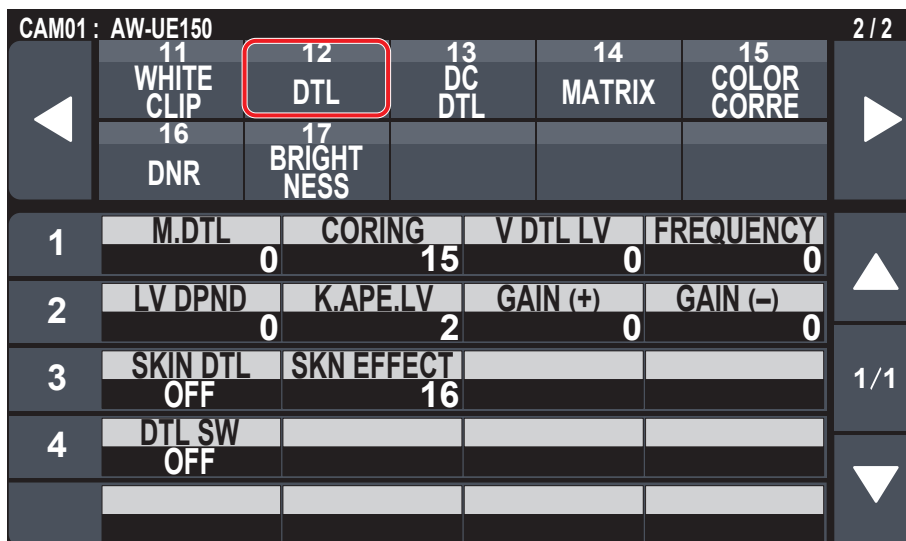 CAM01 : AW-UE150 2 / 2
11 12 13 14 15
WHITE CLIP DTL DC DTL MATRIX COLOR CORRE
16 17
DNR BRIGHT NESS
1 M.DTL CORING V DTL LV FREQUENCY
0 15 0 0
2 LV DPND K.APE.LV GAIN (+) GAIN (–)
0 2 0 0
3 SKIN DTL SKN EFFECT 1/1
OFF 16
4 DTL SW
OFF